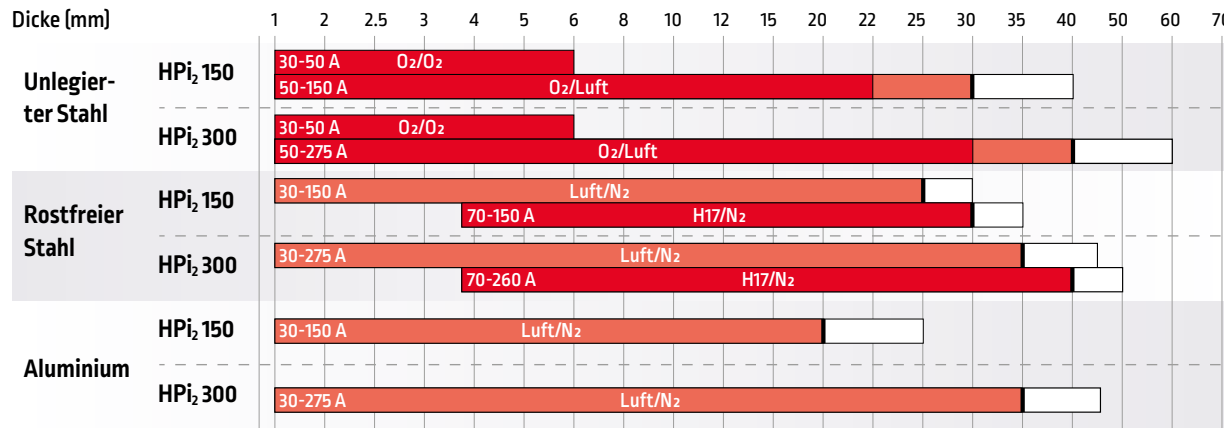 Dicke (mm) 1 2 2.5 3 4 5 6 8 10 12 15 20 22 25 30 35 40 50 60 70
Unlegier-
ter Stahl
HPi₂ 150
30-50 A O₂/O₂
50-150 A O₂/Luft
HPi₂ 300
30-50 A O₂/O₂
50-275 A O₂/Luft
Rostfreier
Stahl
HPi₂ 150
30-150 A Luft/N₂
70-150 A H17/N₂
HPi₂ 300
30-275 A Luft/N₂
70-260 A H17/N₂
Aluminium
HPi₂ 150
30-150 A Luft/N₂
HPi₂ 300
30-275 A Luft/N₂